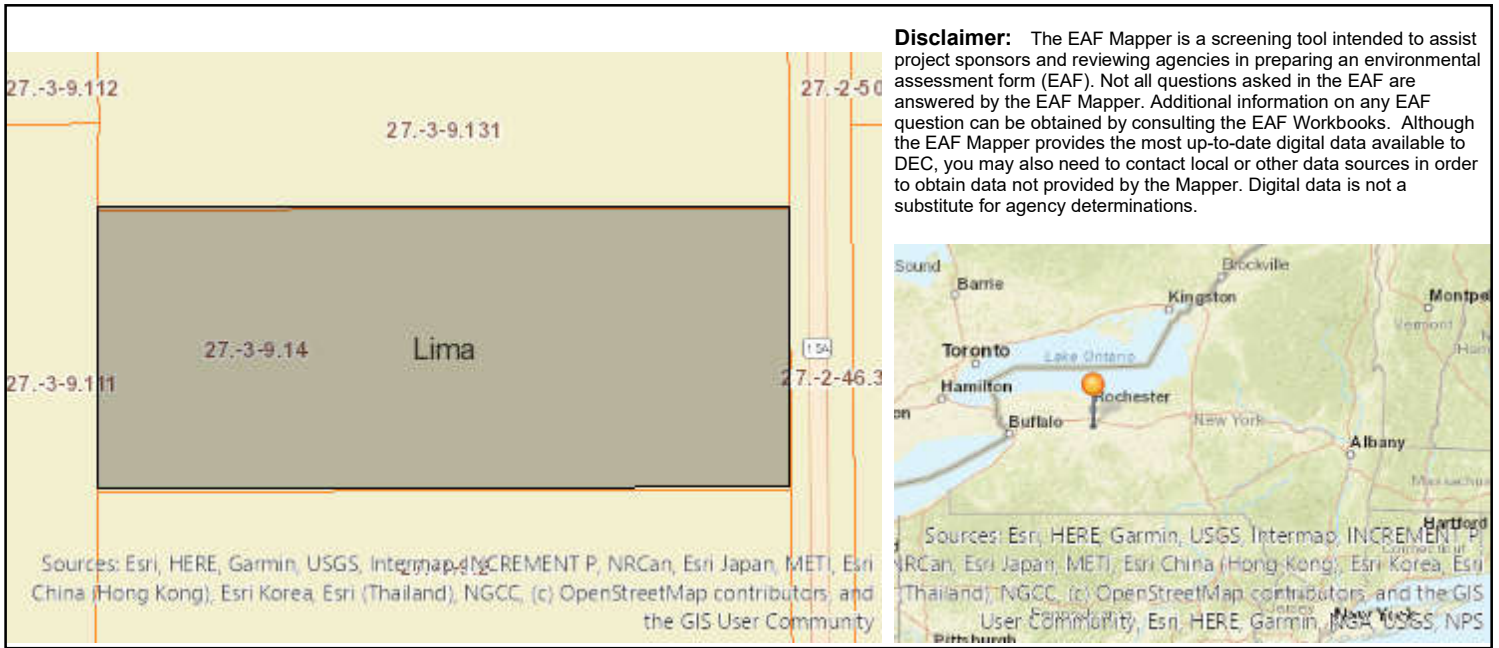 27.-3-9.112
27.-3-9.131
27.-2-50
27.-3-9.14
Lima
15A
27.-3-9.111
27.-2-46.3
Sources: Esri, HERE, Garmin, USGS, Intermap, INCREMENT P, NRCan, Esri Japan, METI, Esri
China (Hong Kong), Esri Korea, Esri (Thailand), NGCC, (c) OpenStreetMap contributors, and
the GIS User Community
Disclaimer: The EAF Mapper is a screening tool intended to assist
project sponsors and reviewing agencies in preparing an environmental
assessment form (EAF). Not all questions asked in the EAF are
answered by the EAF Mapper. Additional information on any EAF
question can be obtained by consulting the EAF Workbooks. Although
the EAF Mapper provides the most up-to-date digital data available to
DEC, you may also need to contact local or other data sources in order
to obtain data not provided by the Mapper. Digital data is not a
substitute for agency determinations.
Sound
Barrie
Brockville
Kingston
Montpe
Vermont
Toronto
Lake Ontario
Hamilton
Rochester
on
Buffalo
New York
Albany
Massachus
Hartford
Connecticut
Sources: Esri, HERE, Garmin, USGS, Intermap, INCREMENT P,
NRCan, Esri Japan, METI, Esri China (Hong Kong), Esri Korea, Esri
(Thailand), NGCC, (c) OpenStreetMap contributors, and the GIS
User Community, Esri, HERE, Garmin, NGA, USGS, NPS
Pennsylvania
Jersey
New York
Pittsburgh